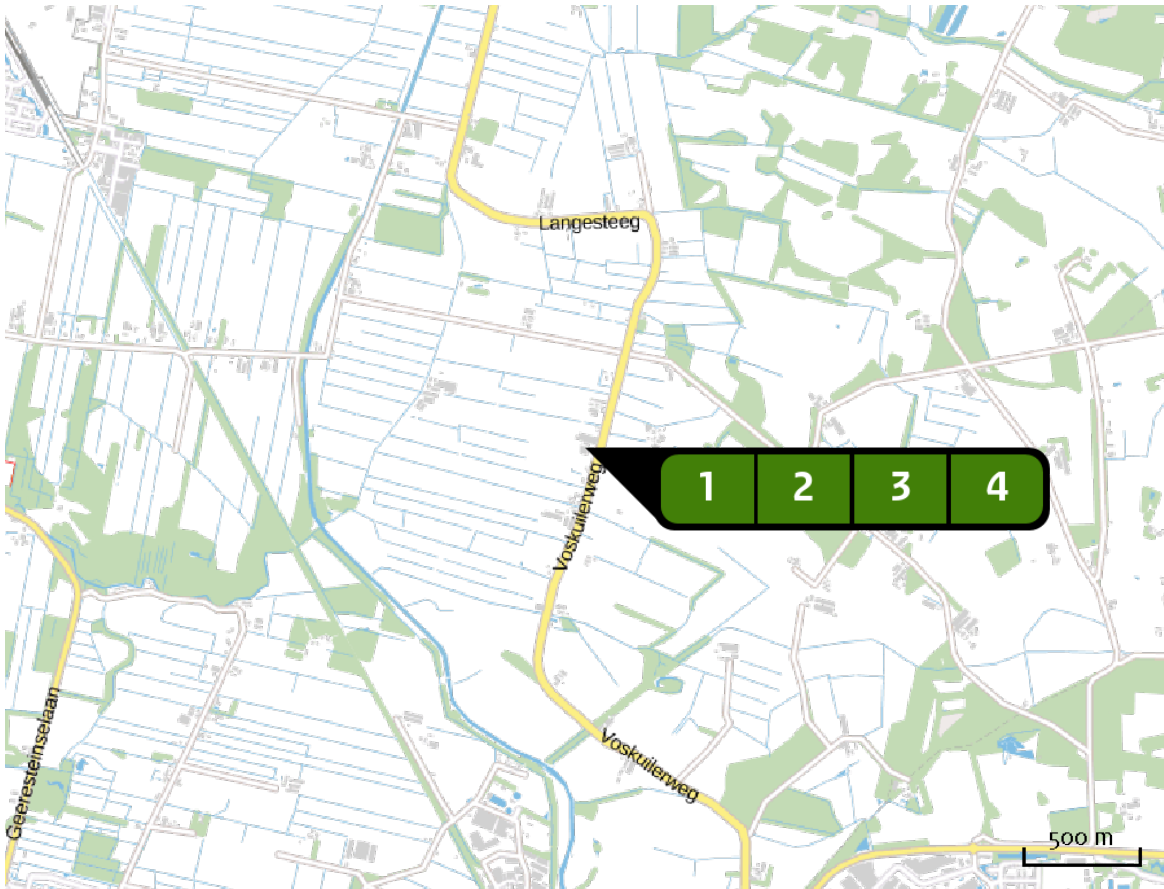 Langesteeg
1 2 3 4
Voskuilerweg
Voskuilerweg
Geeresteinselaan
500 m